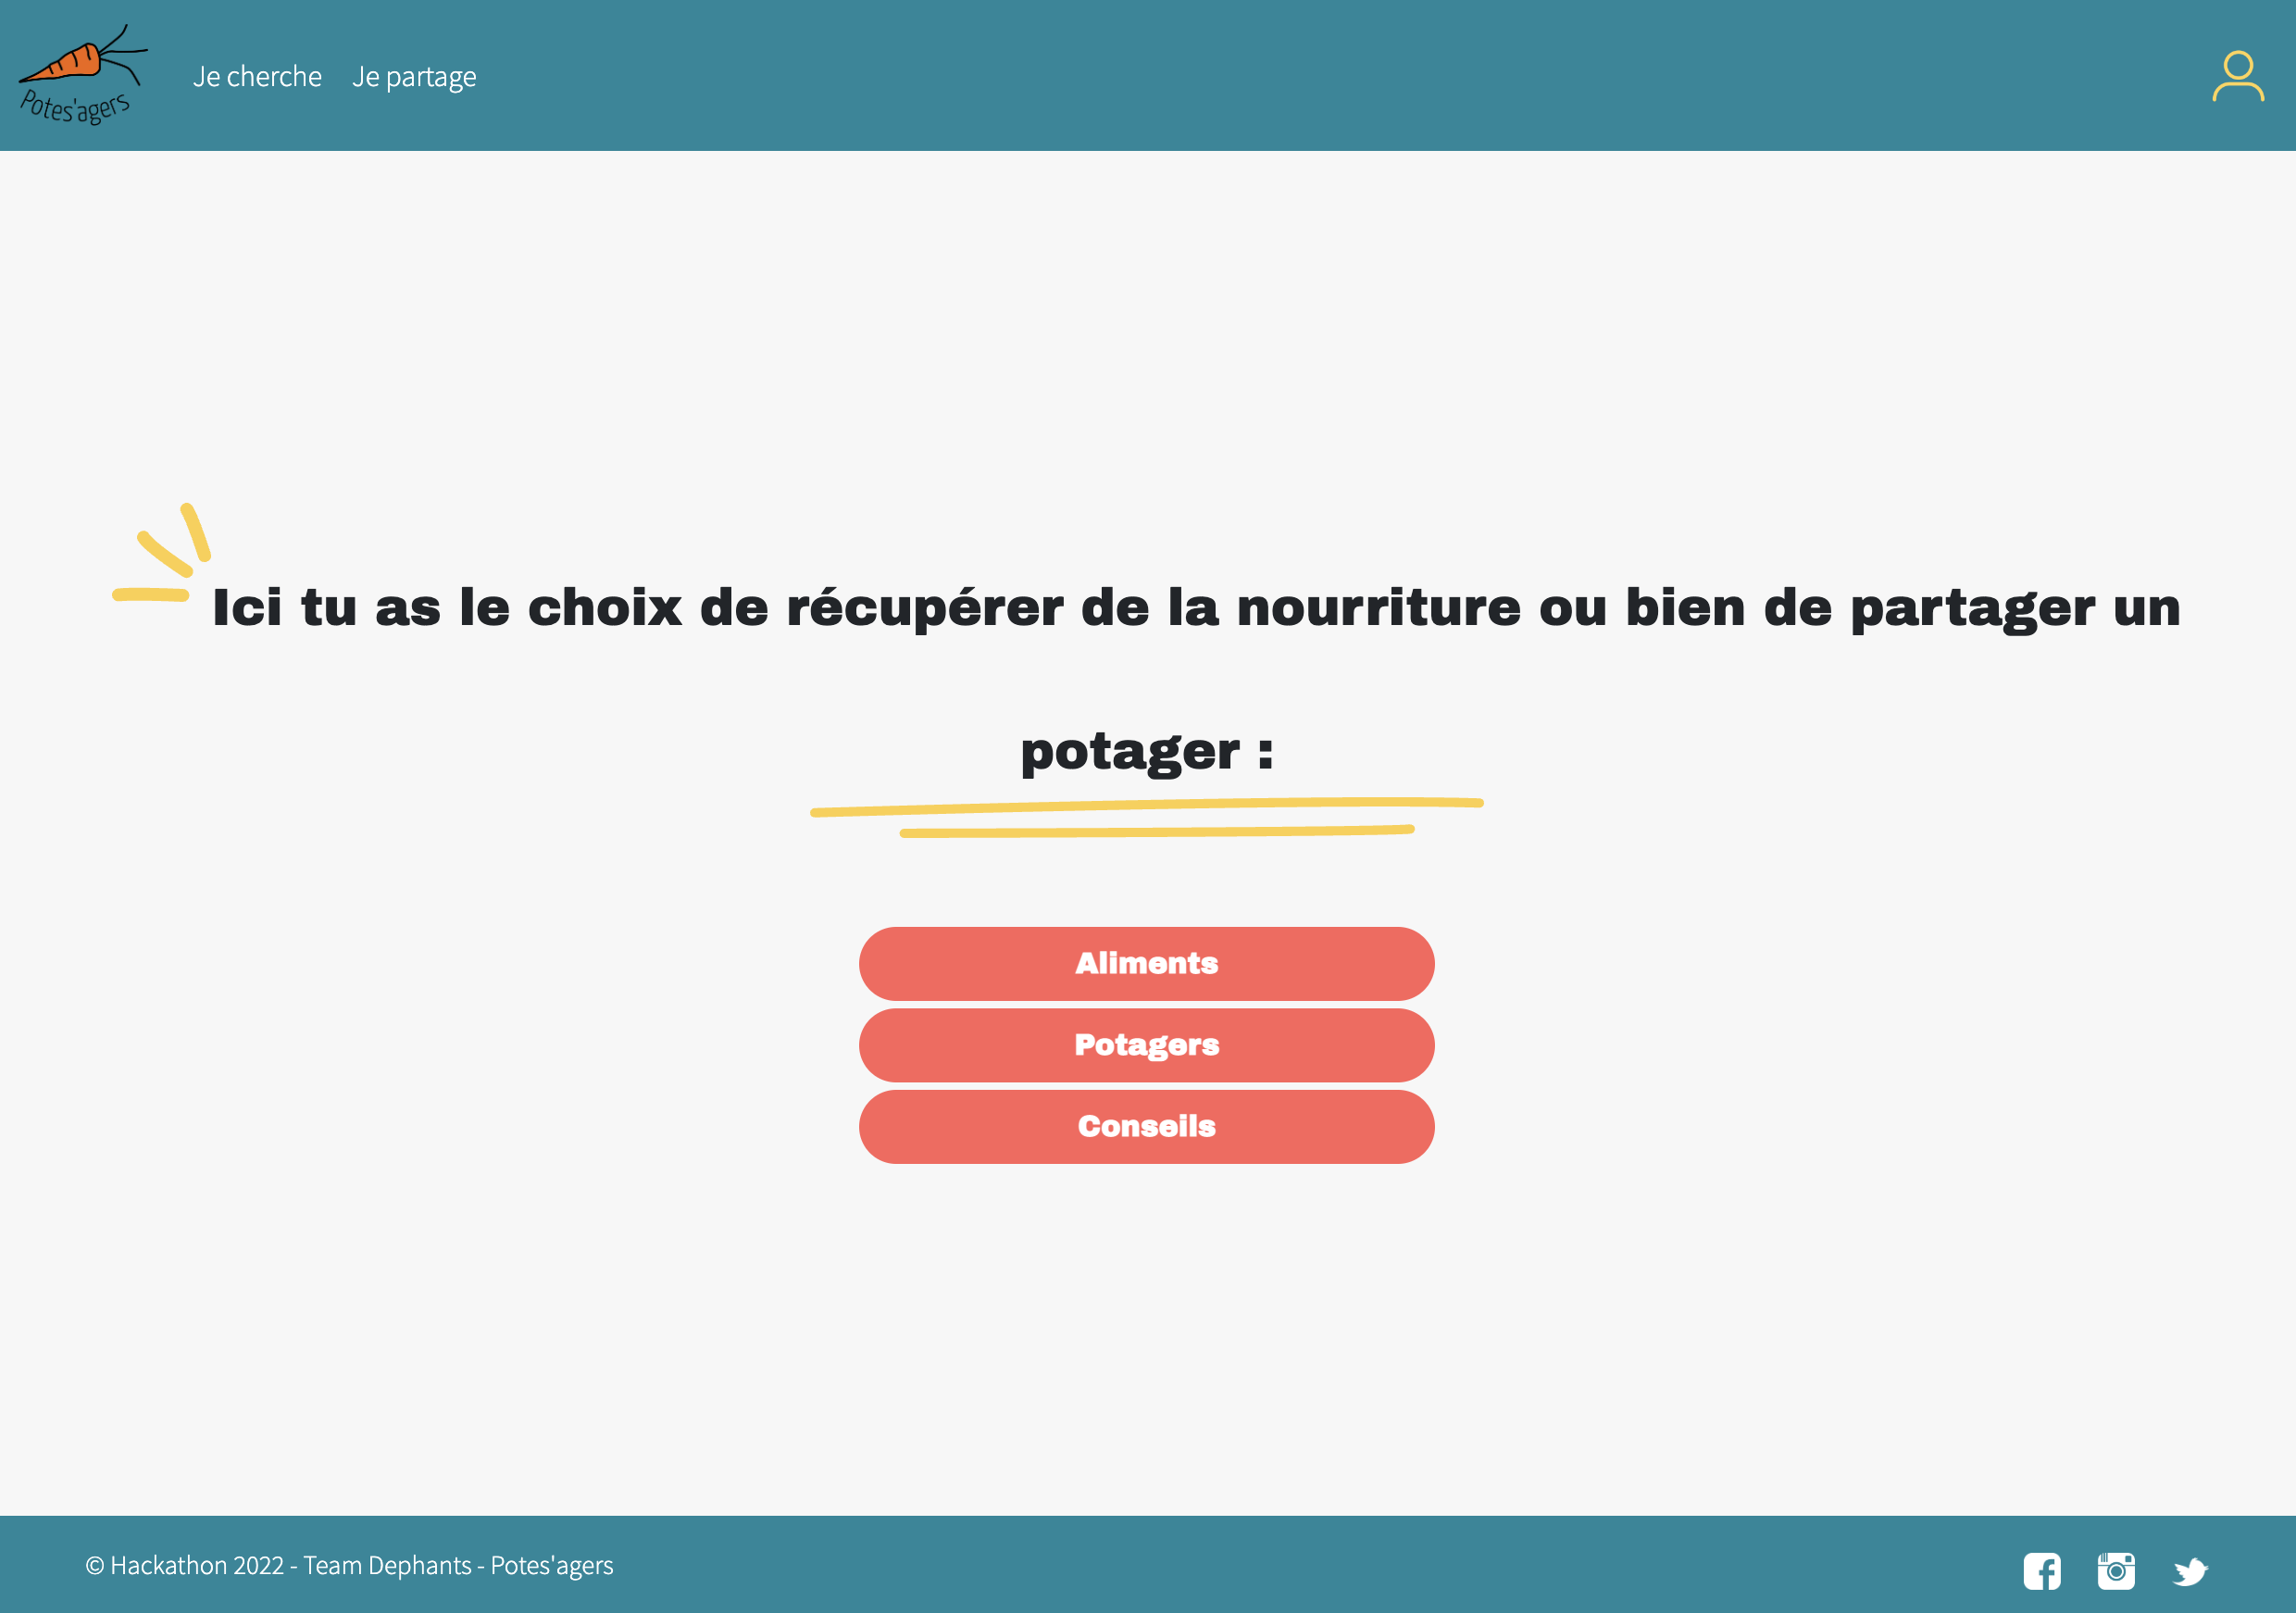 Potes'agers
Je cherche
Je partage
Ici tu as le choix de récupérer de la nourriture ou bien de partager un
potager :
Aliments
Potagers
Conseils
© Hackathon 2022 - Team Dephants - Potes'agers